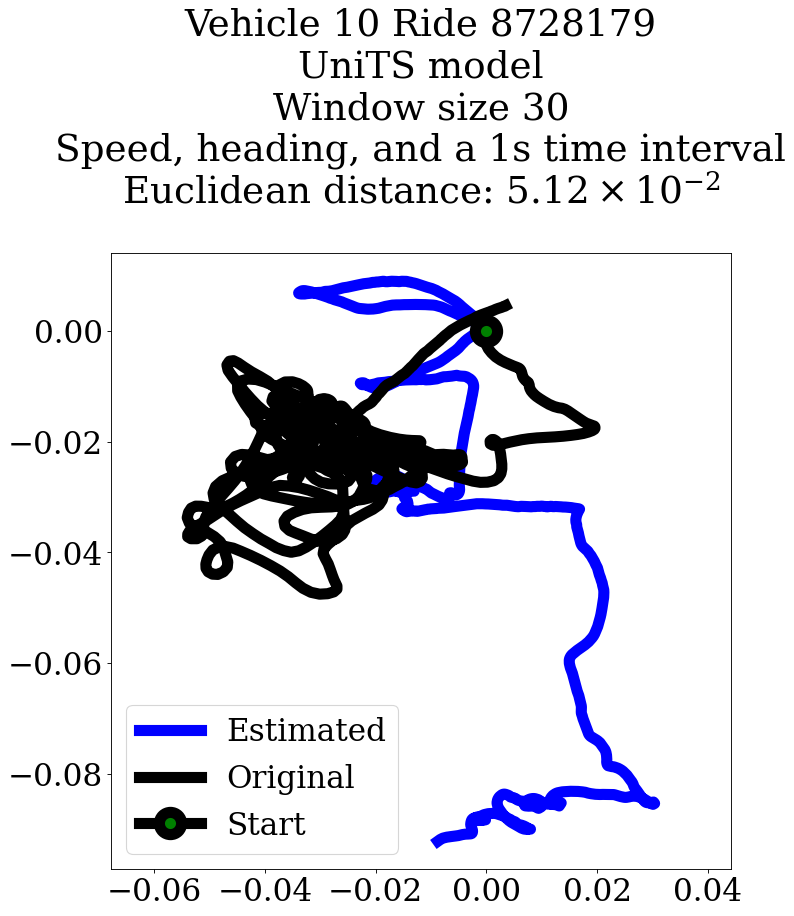 Vehicle 10 Ride 8728179
UniTS model
Window size 30
Speed, heading, and a 1s time interval
Euclidean distance: 5.12 × 10⁻²
0.00
−0.02
−0.04
−0.06
−0.08
Estimated
Original
Start
−0.06 −0.04 −0.02 0.00 0.02 0.04